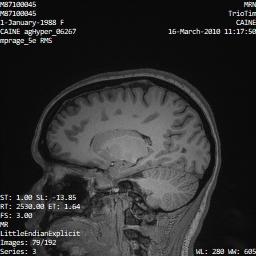 M87100045
M87100045
1-January-1988 F
CAINE agHyper_06267
mprage_5e RMS
MRN
TrioTim
CAINE
16-March-2010 11:17:50
ST: 1.00 SL: -13.85
RT: 2530.00 ET: 1.64
FS: 3.00
MR
LittleEndianExplicit
Images: 79/192
Series: 3
WL: 280 WW: 605